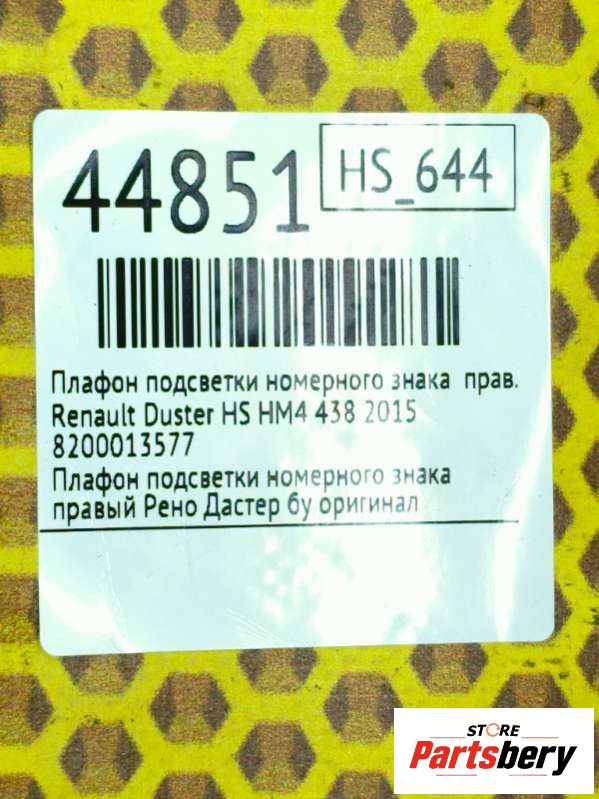 44851
HS_644
Плафон подсветки номерного знака прав.
Renault Duster HS HM4 438 2015
8200013577
Плафон подсветки номерного знака
правый Рено Дастер бу оригинал
STORE
Partsbery